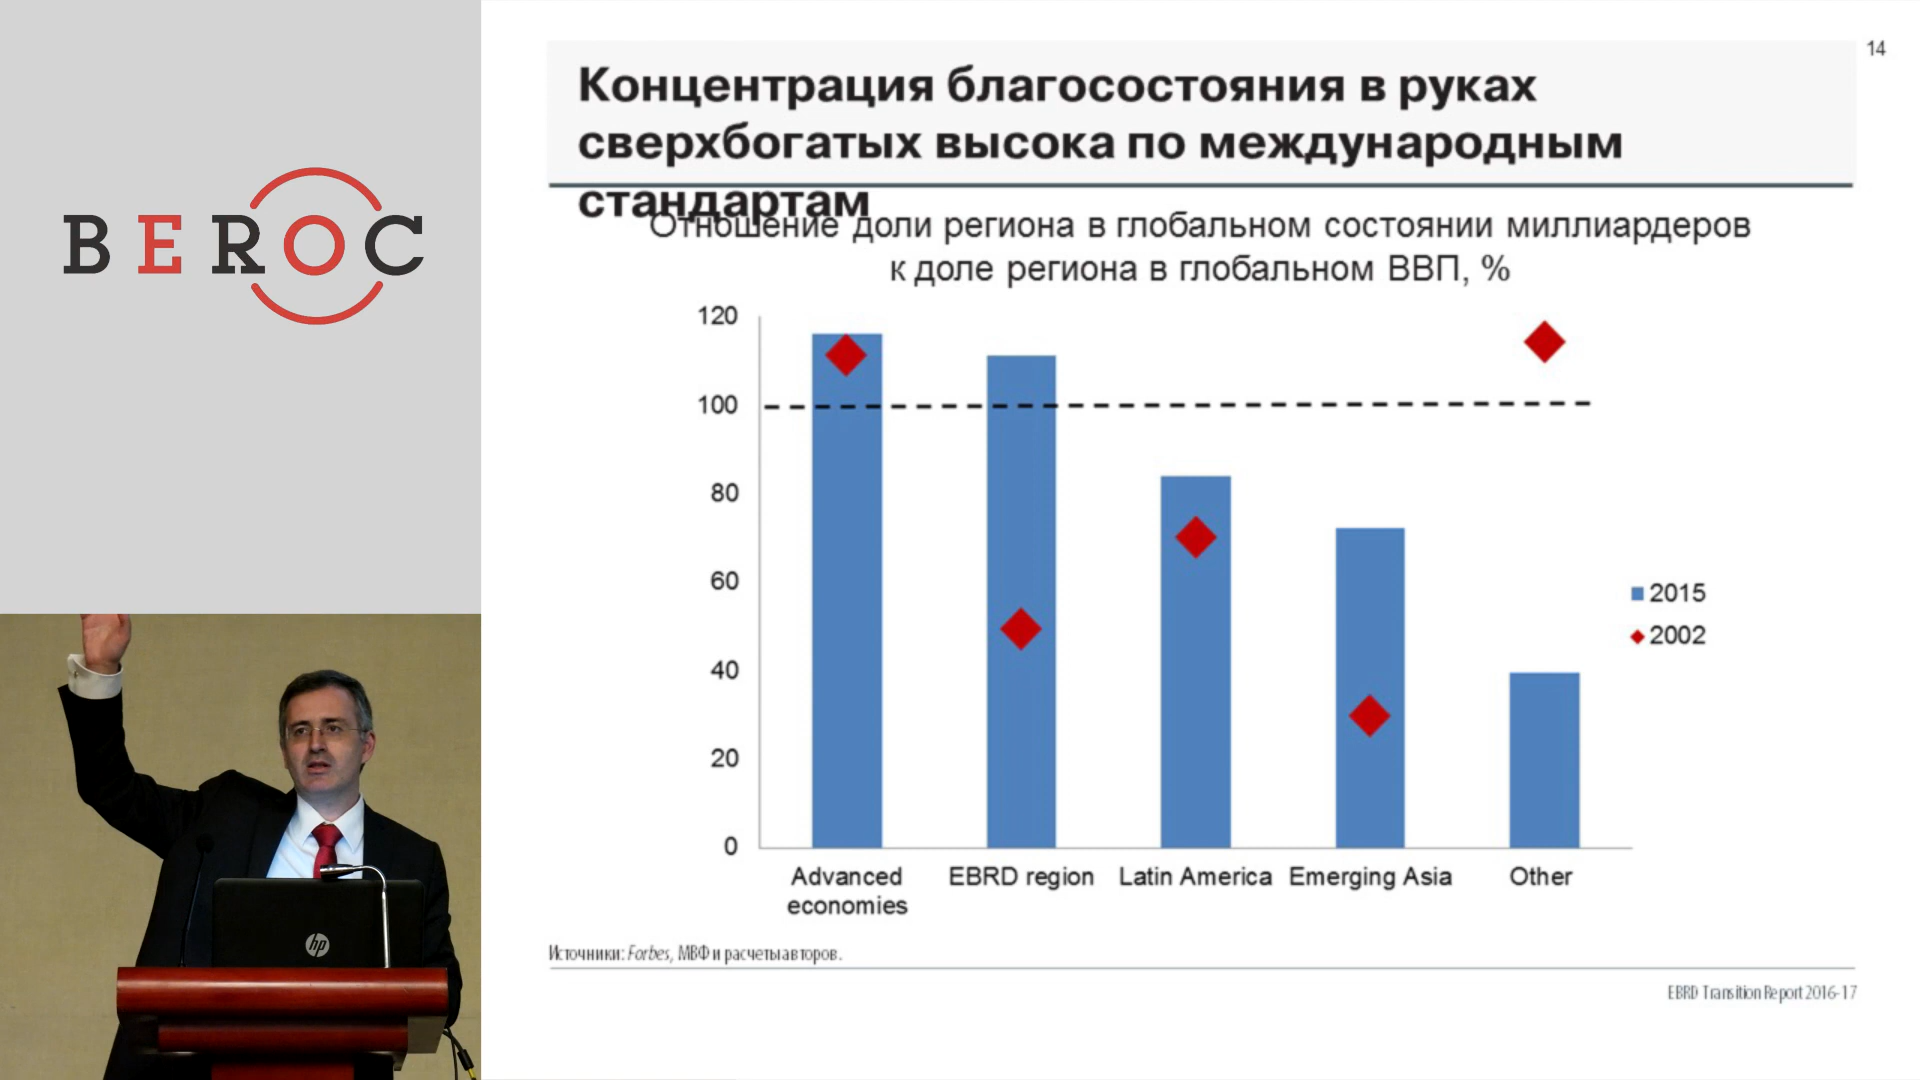 BEROC
14
Концентрация благосостояния в руках
сверхбогатых высока по международным
стандартам
Отношение доли региона в глобальном состоянии миллиардеров
к доле региона в глобальном ВВП, %
120
100
80
60
40
20
0
2015
2002
Advanced
economies
EBRD region
Latin America
Emerging Asia
Other
Источники: Forbes, МВФ и расчеты авторов.
EBRD Transition Report 2016-17
hp